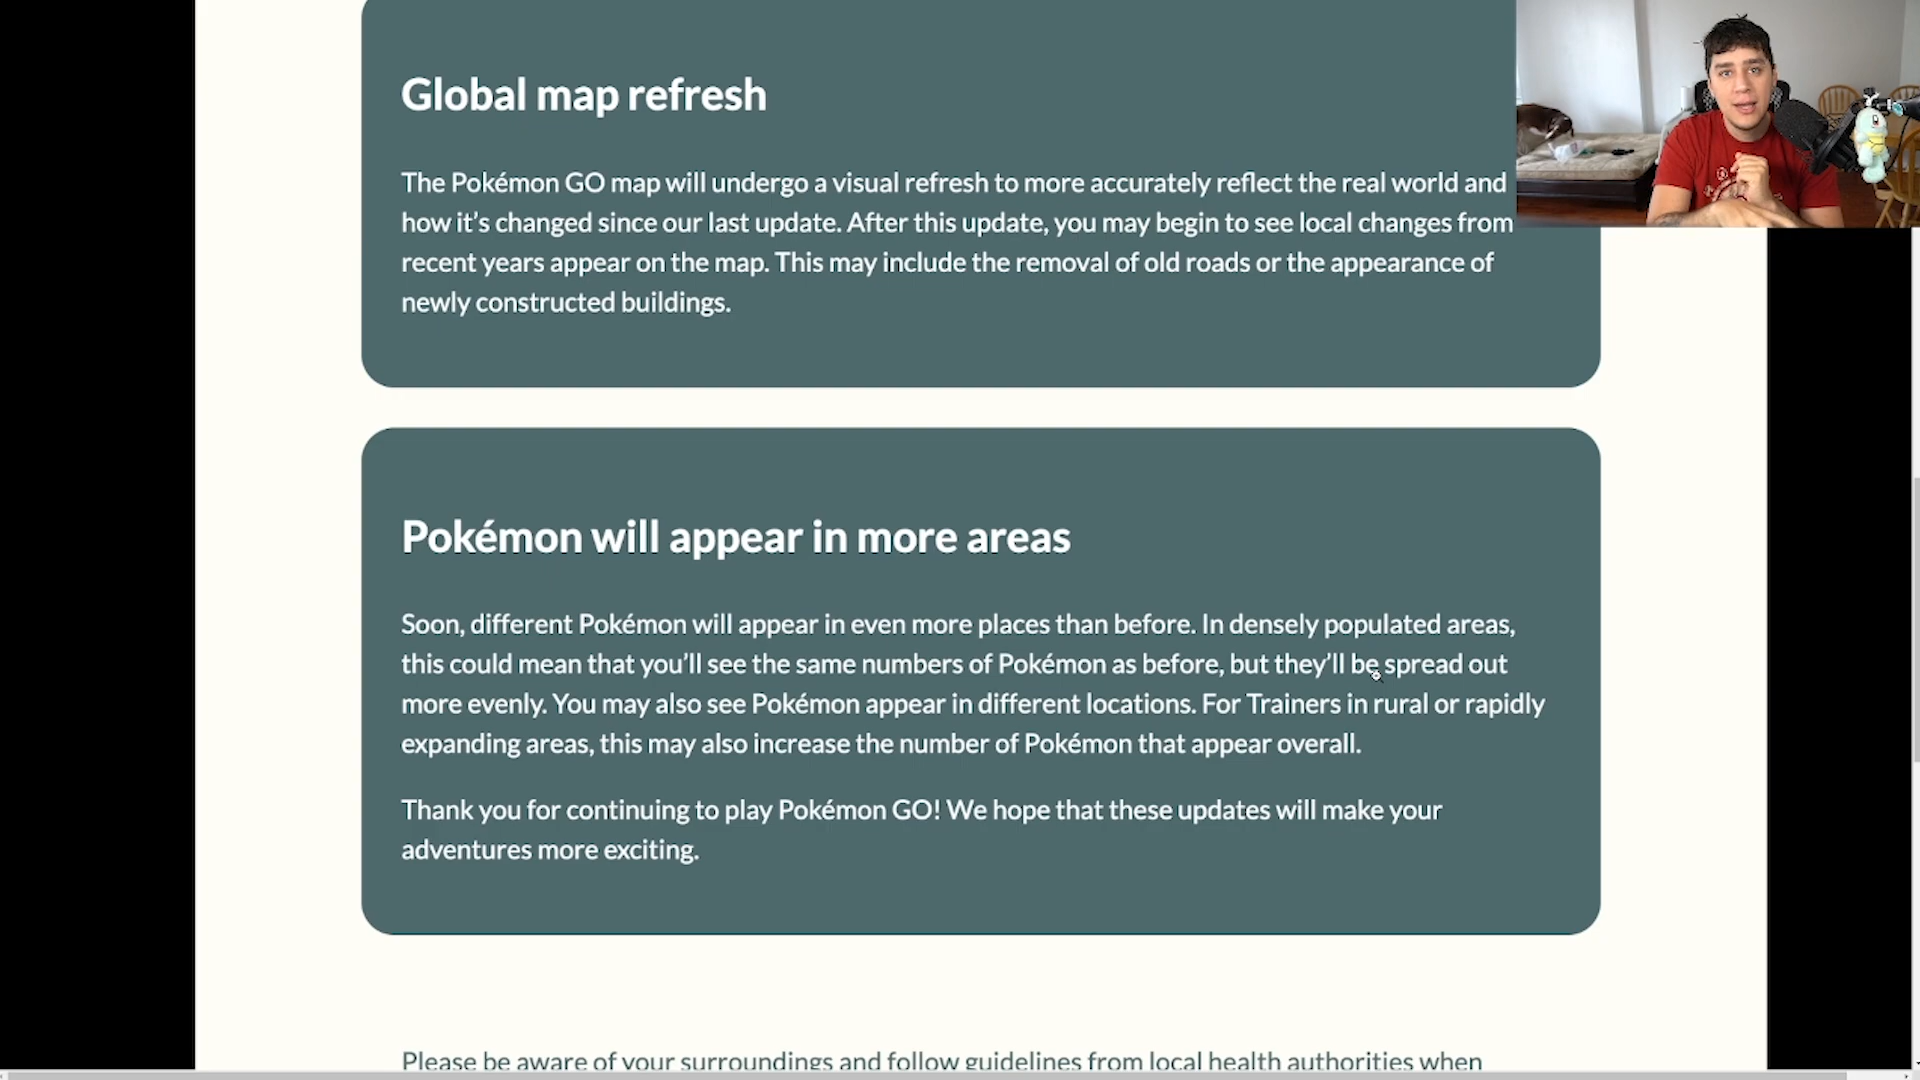 Global map refresh
The Pokémon GO map will undergo a visual refresh to more accurately reflect the real world and
how it’s changed since our last update. After this update, you may begin to see local changes from
recent years appear on the map. This may include the removal of old roads or the appearance of
newly constructed buildings.
Pokémon will appear in more areas
Soon, different Pokémon will appear in even more places than before. In densely populated areas,
this could mean that you’ll see the same numbers of Pokémon as before, but they’ll be spread out
more evenly. You may also see Pokémon appear in different locations. For Trainers in rural or rapidly
expanding areas, this may also increase the number of Pokémon that appear overall.
Thank you for continuing to play Pokémon GO! We hope that these updates will make your
adventures more exciting.
Please be aware of your surroundings and follow guidelines from local health authorities when